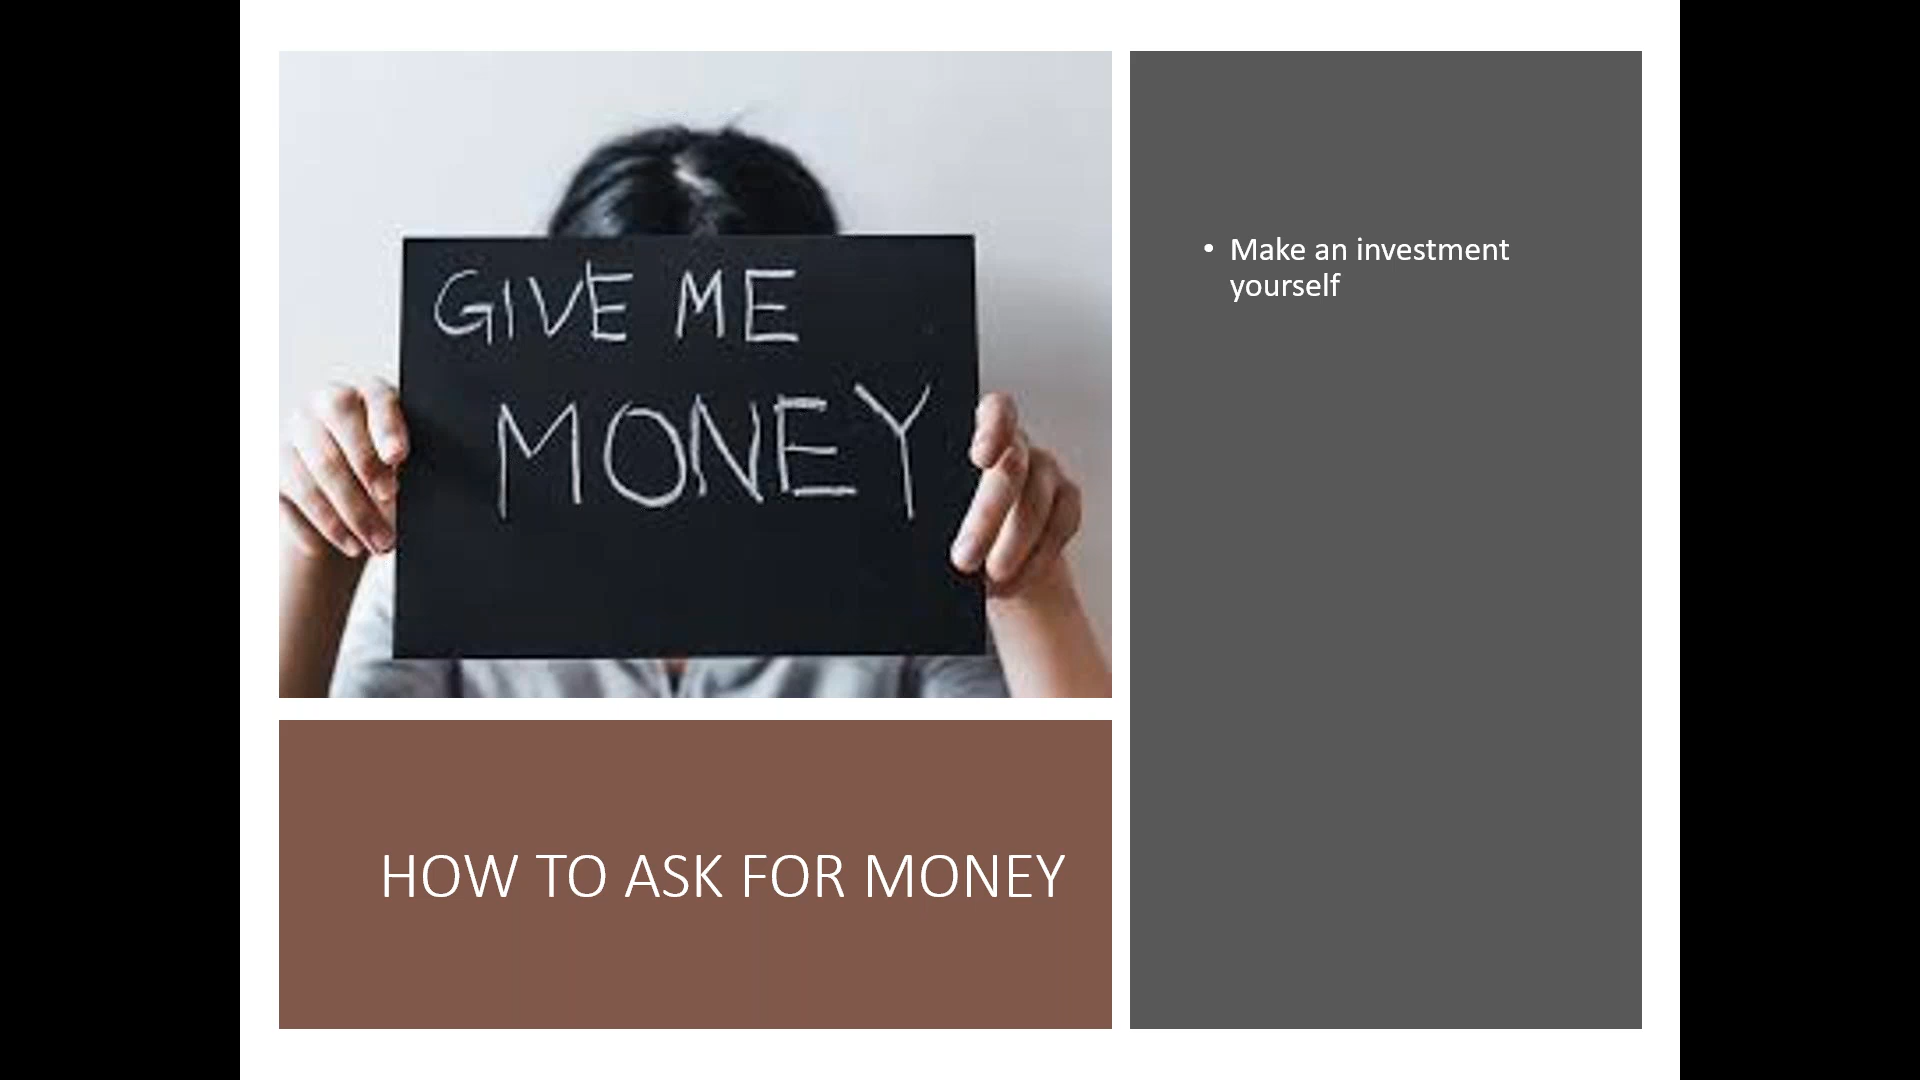 GIVE ME
MONEY
HOW TO ASK FOR MONEY
• Make an investment
yourself